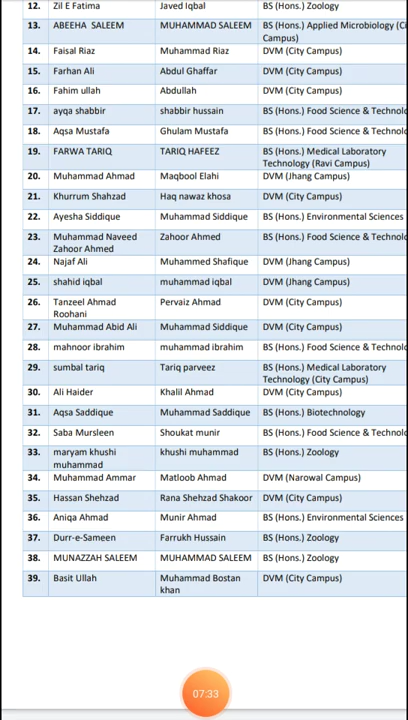 12. Zil E Fatima Javed Iqbal BS (Hons.) Zoology
13. ABEEHA SALEEM MUHAMMAD SALEEM BS (Hons.) Applied Microbiology (Ci
Campus)
14. Faisal Riaz Muhammad Riaz DVM (City Campus)
15. Farhan Ali Abdul Ghaffar DVM (City Campus)
16. Fahim ullah Abdullah DVM (City Campus)
17. ayqa shabbir shabbir hussain BS (Hons.) Food Science & Technolo
18. Aqsa Mustafa Ghulam Mustafa BS (Hons.) Food Science & Technolo
19. FARWA TARIQ TARIQ HAFEEZ BS (Hons.) Medical Laboratory
Technology (Ravi Campus)
20. Muhammad Ahmad Maqbool Elahi DVM (Jhang Campus)
21. Khurrum Shahzad Haq nawaz khosa DVM (City Campus)
22. Ayesha Siddique Muhammad Siddique BS (Hons.) Environmental Sciences
23. Muhammad Naveed Zahoor Ahmed BS (Hons.) Food Science & Technolo
Zahoor Ahmed
24. Najaf Ali Muhammed Shafique DVM (Jhang Campus)
25. shahid iqbal muhammad iqbal DVM (Jhang Campus)
26. Tanzeel Ahmad Pervaiz Ahmad DVM (City Campus)
Roohani
27. Muhammad Abid Ali Muhammad Siddique DVM (City Campus)
28. mahnoor ibrahim muhammad ibrahim BS (Hons.) Food Science & Technolo
29. sumbal tariq Tariq parveez BS (Hons.) Medical Laboratory
Technology (City Campus)
30. Ali Haider Khalil Ahmad DVM (City Campus)
31. Aqsa Saddique Muhammad Saddique BS (Hons.) Biotechnology
32. Saba Mursleen Shoukat munir BS (Hons.) Food Science & Technolo
33. maryam khushi khushi muhammad BS (Hons.) Zoology
muhammad
34. Muhammad Ammar Matloob Ahmad DVM (Narowal Campus)
35. Hassan Shehzad Rana Shehzad Shakoor DVM (City Campus)
36. Aniqa Ahmad Munir Ahmad BS (Hons.) Environmental Sciences
37. Durr-e-Sameen Farrukh Hussain BS (Hons.) Zoology
38. MUNAZZAH SALEEM MUHAMMAD SALEEM BS (Hons.) Zoology
39. Basit Ullah Muhammad Bostan DVM (City Campus)
khan
07:33